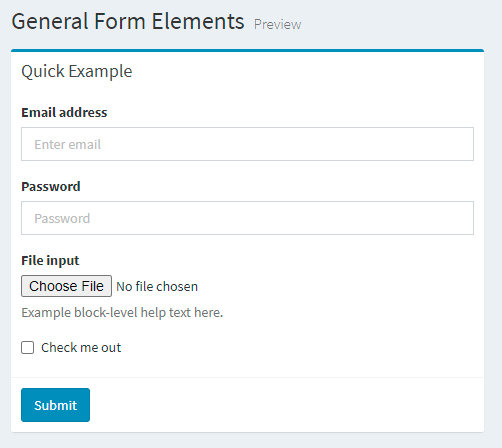 General Form Elements Preview
Quick Example
Email address
Enter email
Password
Password
File input
Choose File No file chosen
Example block-level help text here.
Check me out
Submit